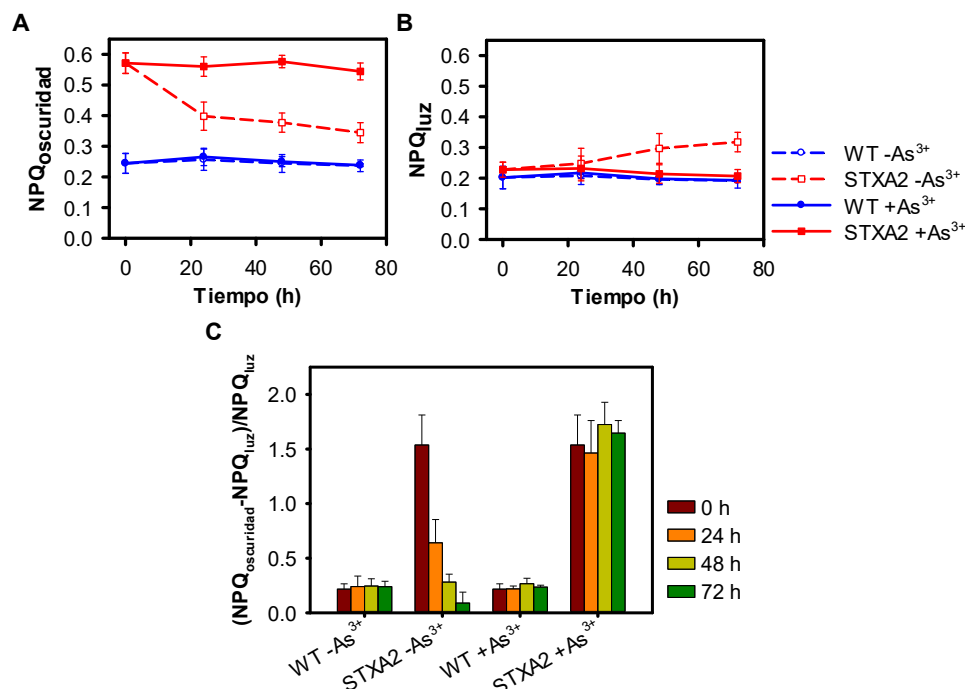 A
NPQoscuridad
0.6
0.5
0.4
0.3
0.2
0.1
0.0
0 20 40 60 80
Tiempo (h)
B
NPQluz
0.6
0.5
0.4
0.3
0.2
0.1
0.0
0 20 40 60 80
Tiempo (h)
WT -As³⁺
STXA2 -As³⁺
WT +As³⁺
STXA2 +As³⁺
C
(NPQoscuridad-NPQluz)/NPQluz
2.0
1.5
1.0
0.5
0.0
WT -As³⁺
STXA2 -As³⁺
WT +As³⁺
STXA2 +As³⁺
0 h
24 h
48 h
72 h